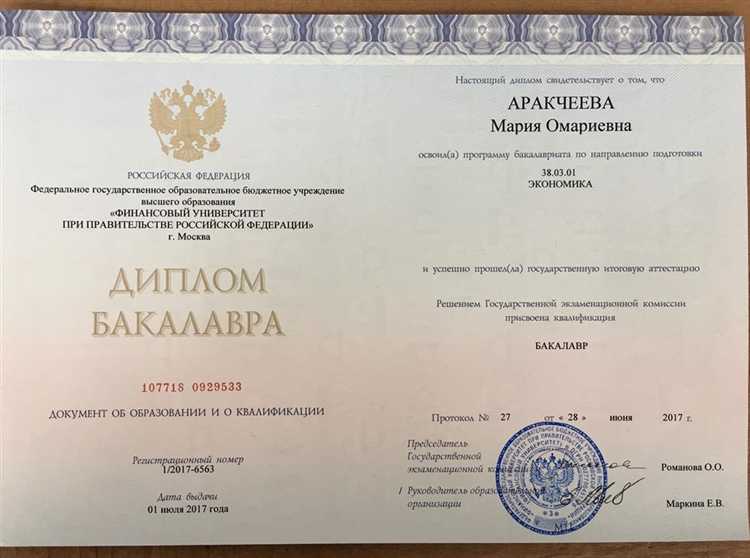 РОССИЙСКАЯ ФЕДЕРАЦИЯ
Федеральное государственное образовательное бюджетное учреждение
высшего образования
«ФИНАНСОВЫЙ УНИВЕРСИТЕТ
ПРИ ПРАВИТЕЛЬСТВЕ РОССИЙСКОЙ ФЕДЕРАЦИИ»
г. Москва
ДИПЛОМ
БАКАЛАВРА
107718 0929533
ДОКУМЕНТ ОБ ОБРАЗОВАНИИ И О КВАЛИФИКАЦИИ
Регистрационный номер
1/2017-6563
Дата выдачи
01 июля 2017 года
Настоящий диплом свидетельствует о том, что
АРАКЧЕЕВА
Мария Омариевна
освоил(а) программу бакалавриата по направлению подготовки
38.03.01
ЭКОНОМИКА
и успешно прошел(ла) государственную итоговую аттестацию
Решением Государственной экзаменационной комиссии
присвоена квалификация
БАКАЛАВР
Протокол № 27 от « 28 » июня 2017 г.
Председатель
Государственной
экзаменационной комиссии Романова О.О.
/ Руководитель образовательной
организации Маркина Е.В.